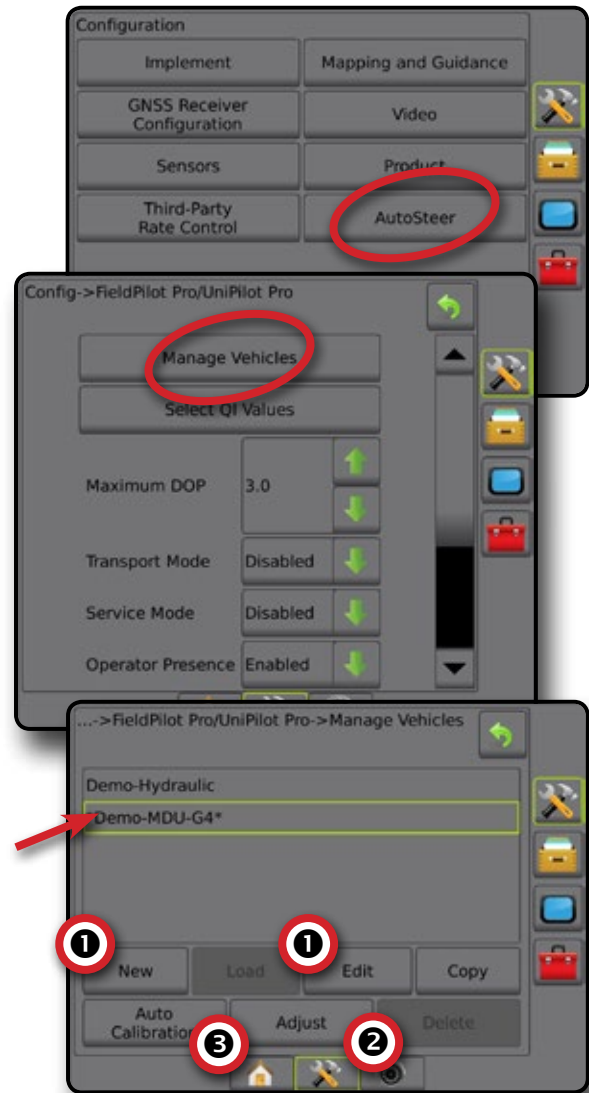 Configuration
Implement
Mapping and Guidance
GNSS Receiver
Configuration
Video
Sensors
Product
Third-Party
Rate Control
AutoSteer
Config->FieldPilot Pro/UniPilot Pro
Manage Vehicles
Select QI Values
Maximum DOP
3.0
Transport Mode
Disabled
Service Mode
Disabled
Operator Presence
Enabled
...->FieldPilot Pro/UniPilot Pro->Manage Vehicles
Demo-Hydraulic
*Demo-MDU-G4*
1
1
New
Load
Edit
Copy
Auto
Calibration
Adjust
Delete
3
2